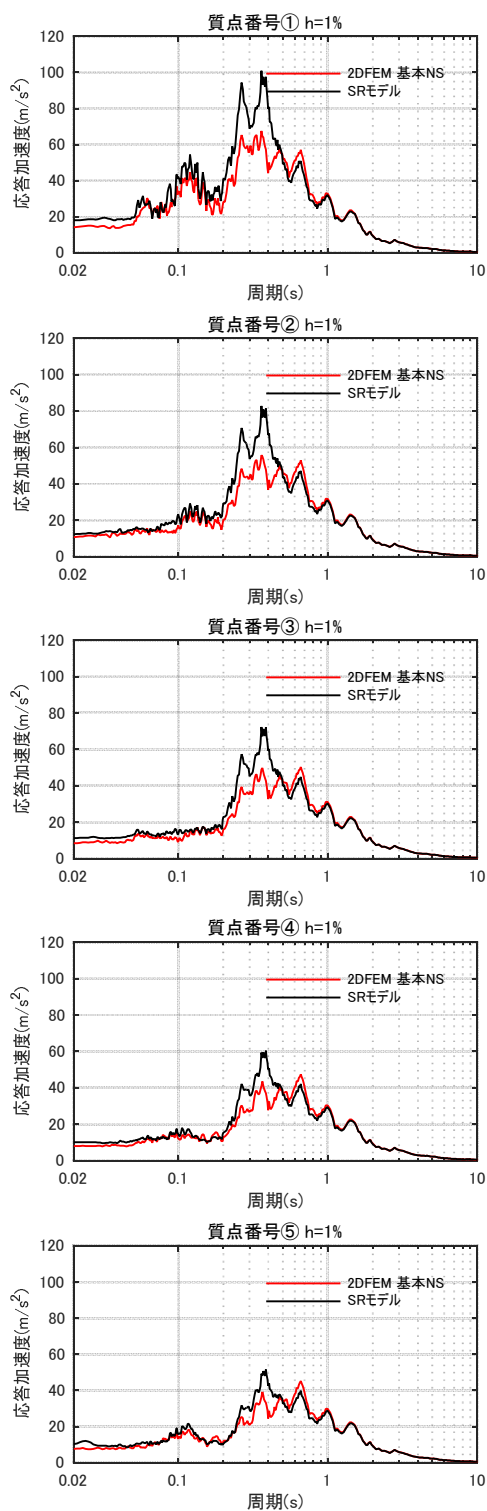 質点番号① h=1%
120
100
80
60
40
20
0
応答加速度(m/s²)
2DFEM 基本NS
SRモデル
0.02 0.1 1 10
周期(s)
質点番号② h=1%
120
100
80
60
40
20
0
応答加速度(m/s²)
2DFEM 基本NS
SRモデル
0.02 0.1 1 10
周期(s)
質点番号③ h=1%
120
100
80
60
40
20
0
応答加速度(m/s²)
2DFEM 基本NS
SRモデル
0.02 0.1 1 10
周期(s)
質点番号④ h=1%
120
100
80
60
40
20
0
応答加速度(m/s²)
2DFEM 基本NS
SRモデル
0.02 0.1 1 10
周期(s)
質点番号⑤ h=1%
120
100
80
60
40
20
0
応答加速度(m/s²)
2DFEM 基本NS
SRモデル
0.02 0.1 1 10
周期(s)